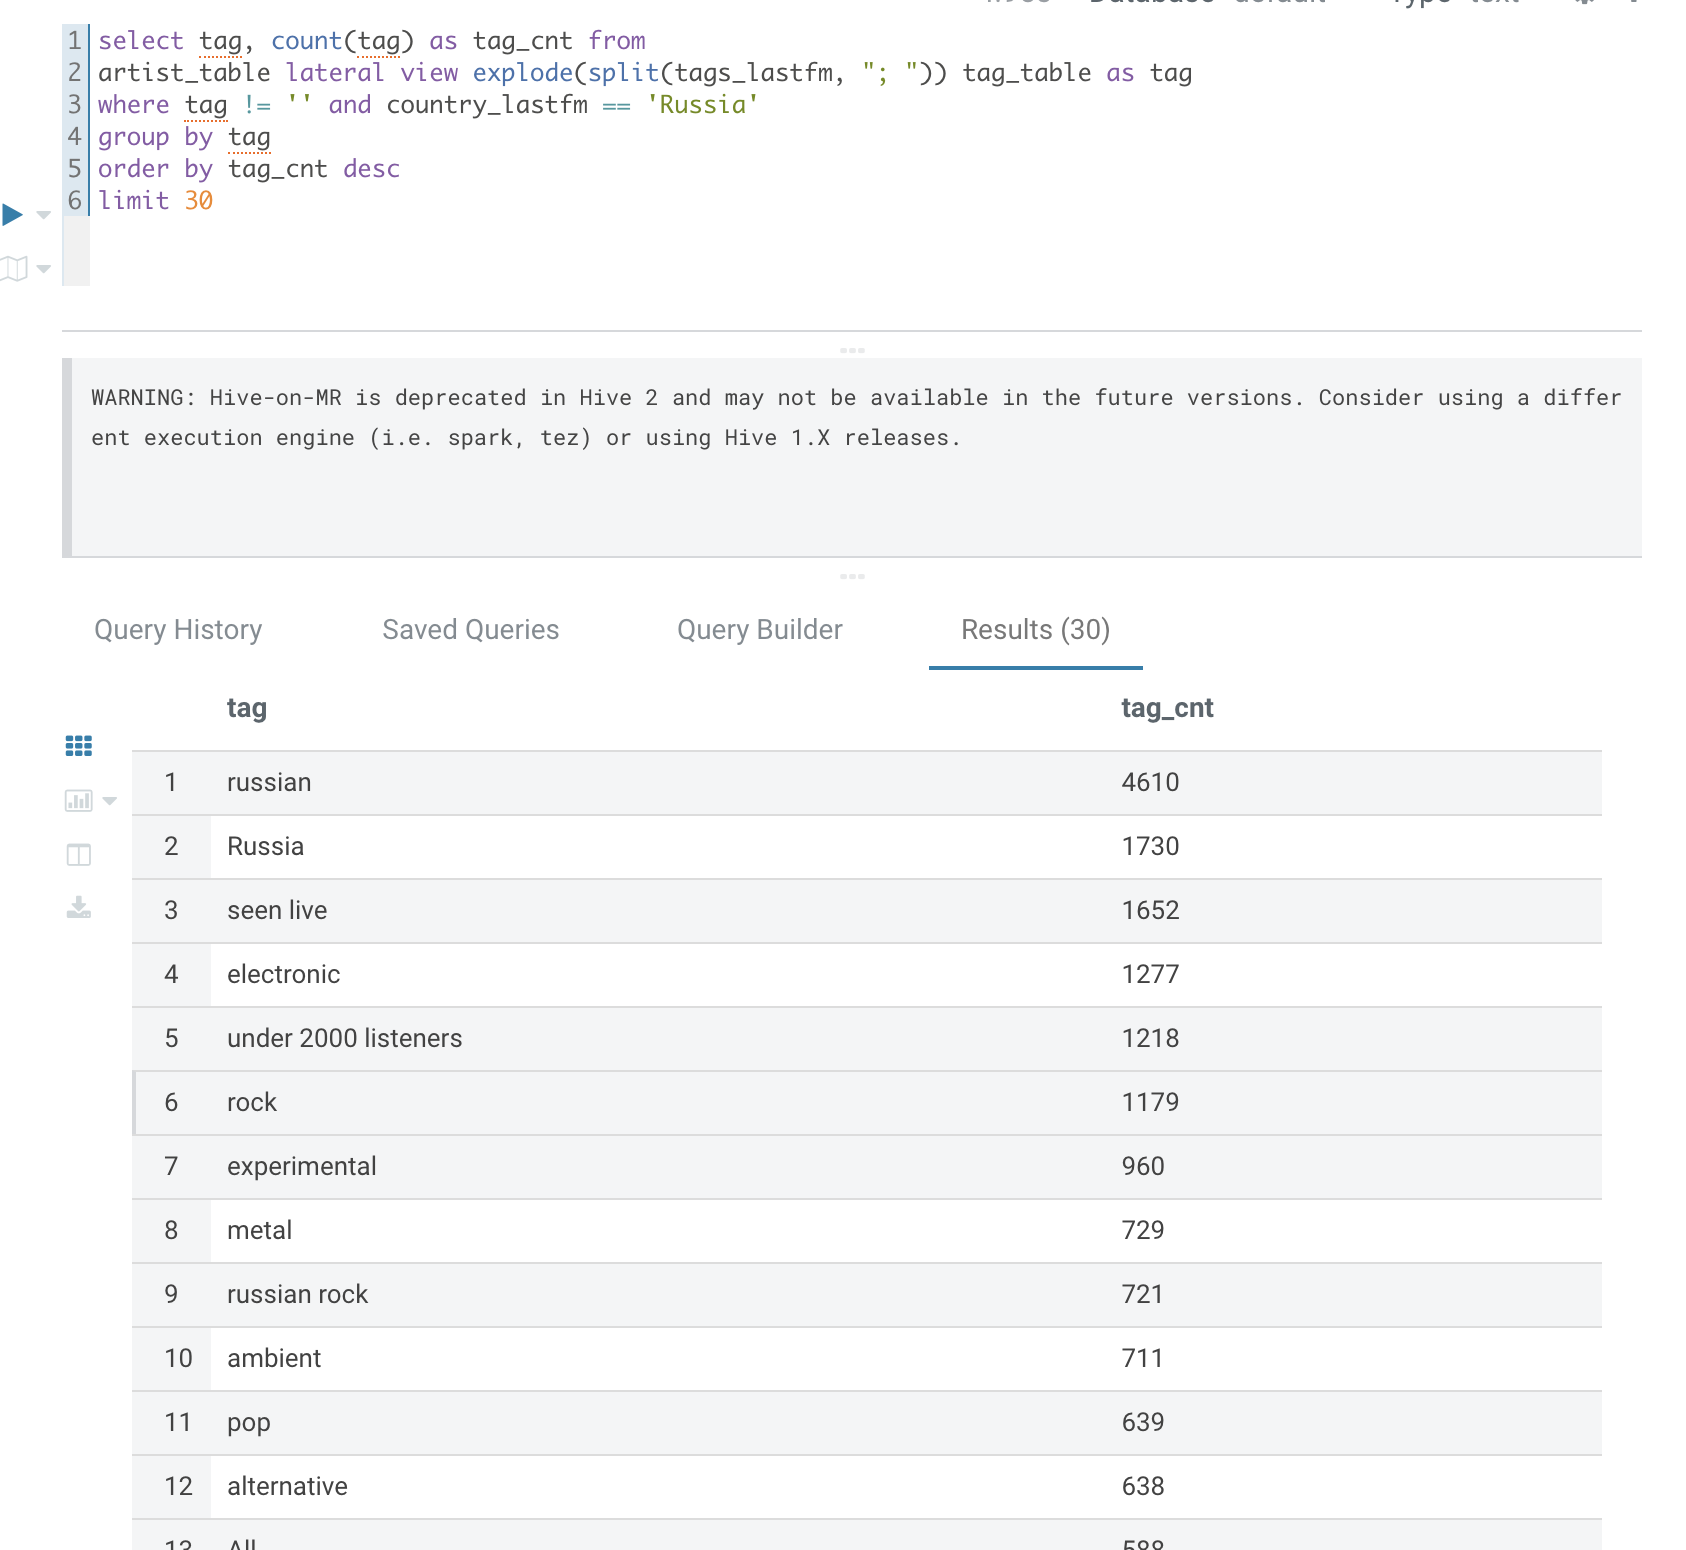 Database default Type text
1 select tag, count(tag) as tag_cnt from
2 artist_table lateral view explode(split(tags_lastfm, "; ")) tag_table as tag
3 where tag != '' and country_lastfm == 'Russia'
4 group by tag
5 order by tag_cnt desc
6 limit 30
WARNING: Hive-on-MR is deprecated in Hive 2 and may not be available in the future versions. Consider using a differ
ent execution engine (i.e. spark, tez) or using Hive 1.X releases.
Query History Saved Queries Query Builder Results (30)
tag tag_cnt
1 russian 4610
2 Russia 1730
3 seen live 1652
4 electronic 1277
5 under 2000 listeners 1218
6 rock 1179
7 experimental 960
8 metal 729
9 russian rock 721
10 ambient 711
11 pop 639
12 alternative 638
13 All 588